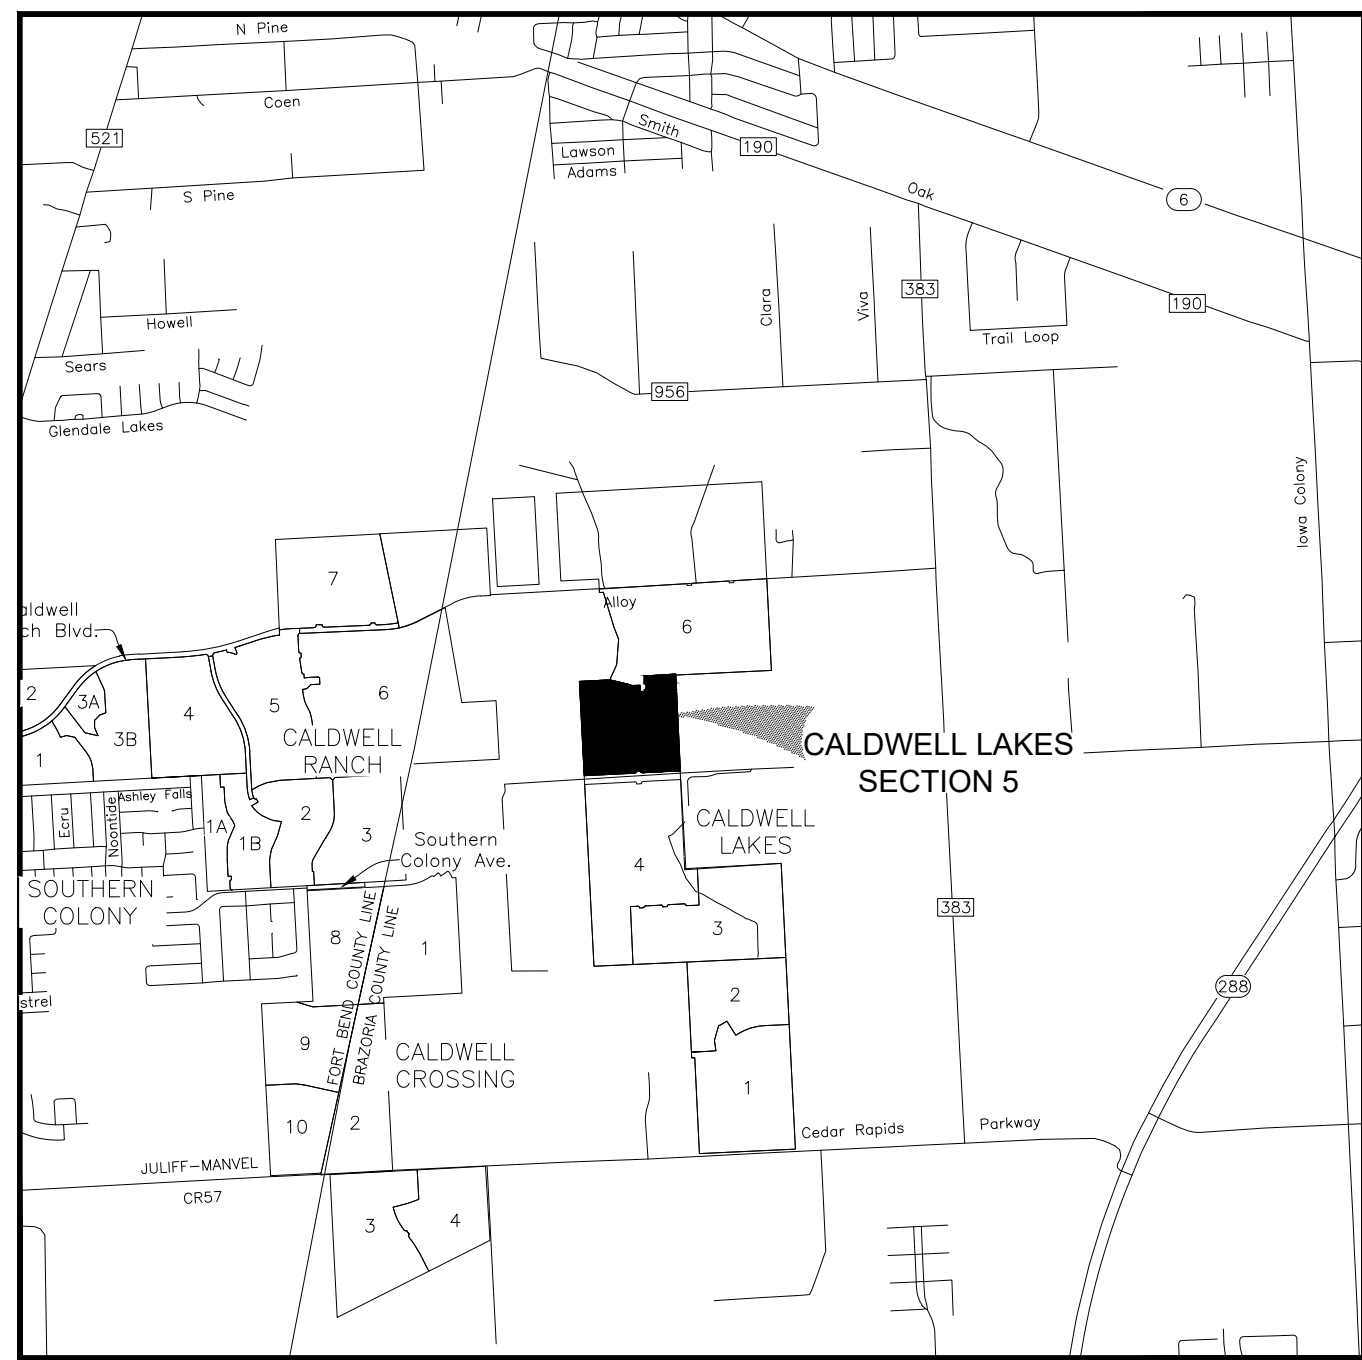 N Pine
Coen
521
Smith
Lawson
190
Adams
S Pine
Oak
6
383
190
Clara
Viva
Howell
Trail Loop
Sears
956
Glendale Lakes
Iowa Colony
7
aldwell
ch Blvd.
Alloy
6
2
3A
4
5
6
3B
1
CALDWELL
RANCH
CALDWELL LAKES
SECTION 5
Ashley Falls
Ecru
Noontide
1A
1B
2
3
Southern
Colony Ave.
CALDWELL
LAKES
4
SOUTHERN
COLONY
383
3
8
1
FORT BEND COUNTY LINE
BRAZORIA COUNTY LINE
288
strel
2
9
CALDWELL
CROSSING
1
10
2
Cedar Rapids
Parkway
JULIFF-MANVEL
CR57
3
4